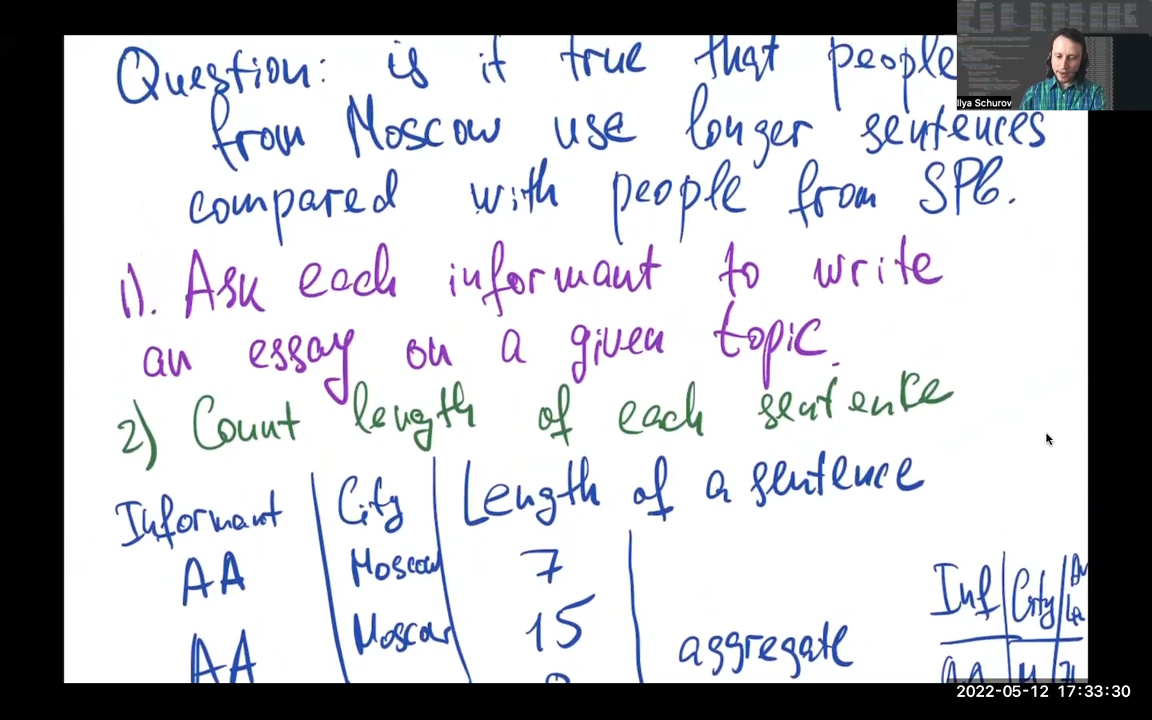 Question: is it true that people
from Moscow use longer sentences
compared with people from SPb.
1). Ask each informant to write
an essay on a given topic.
2) Count length of each sentence
Informant City Length of a sentence
AA Moscow 7
AA Moscow 15
aggregate
Inf City
AA M
Ilya Schurov
2022-05-12 17:33:30